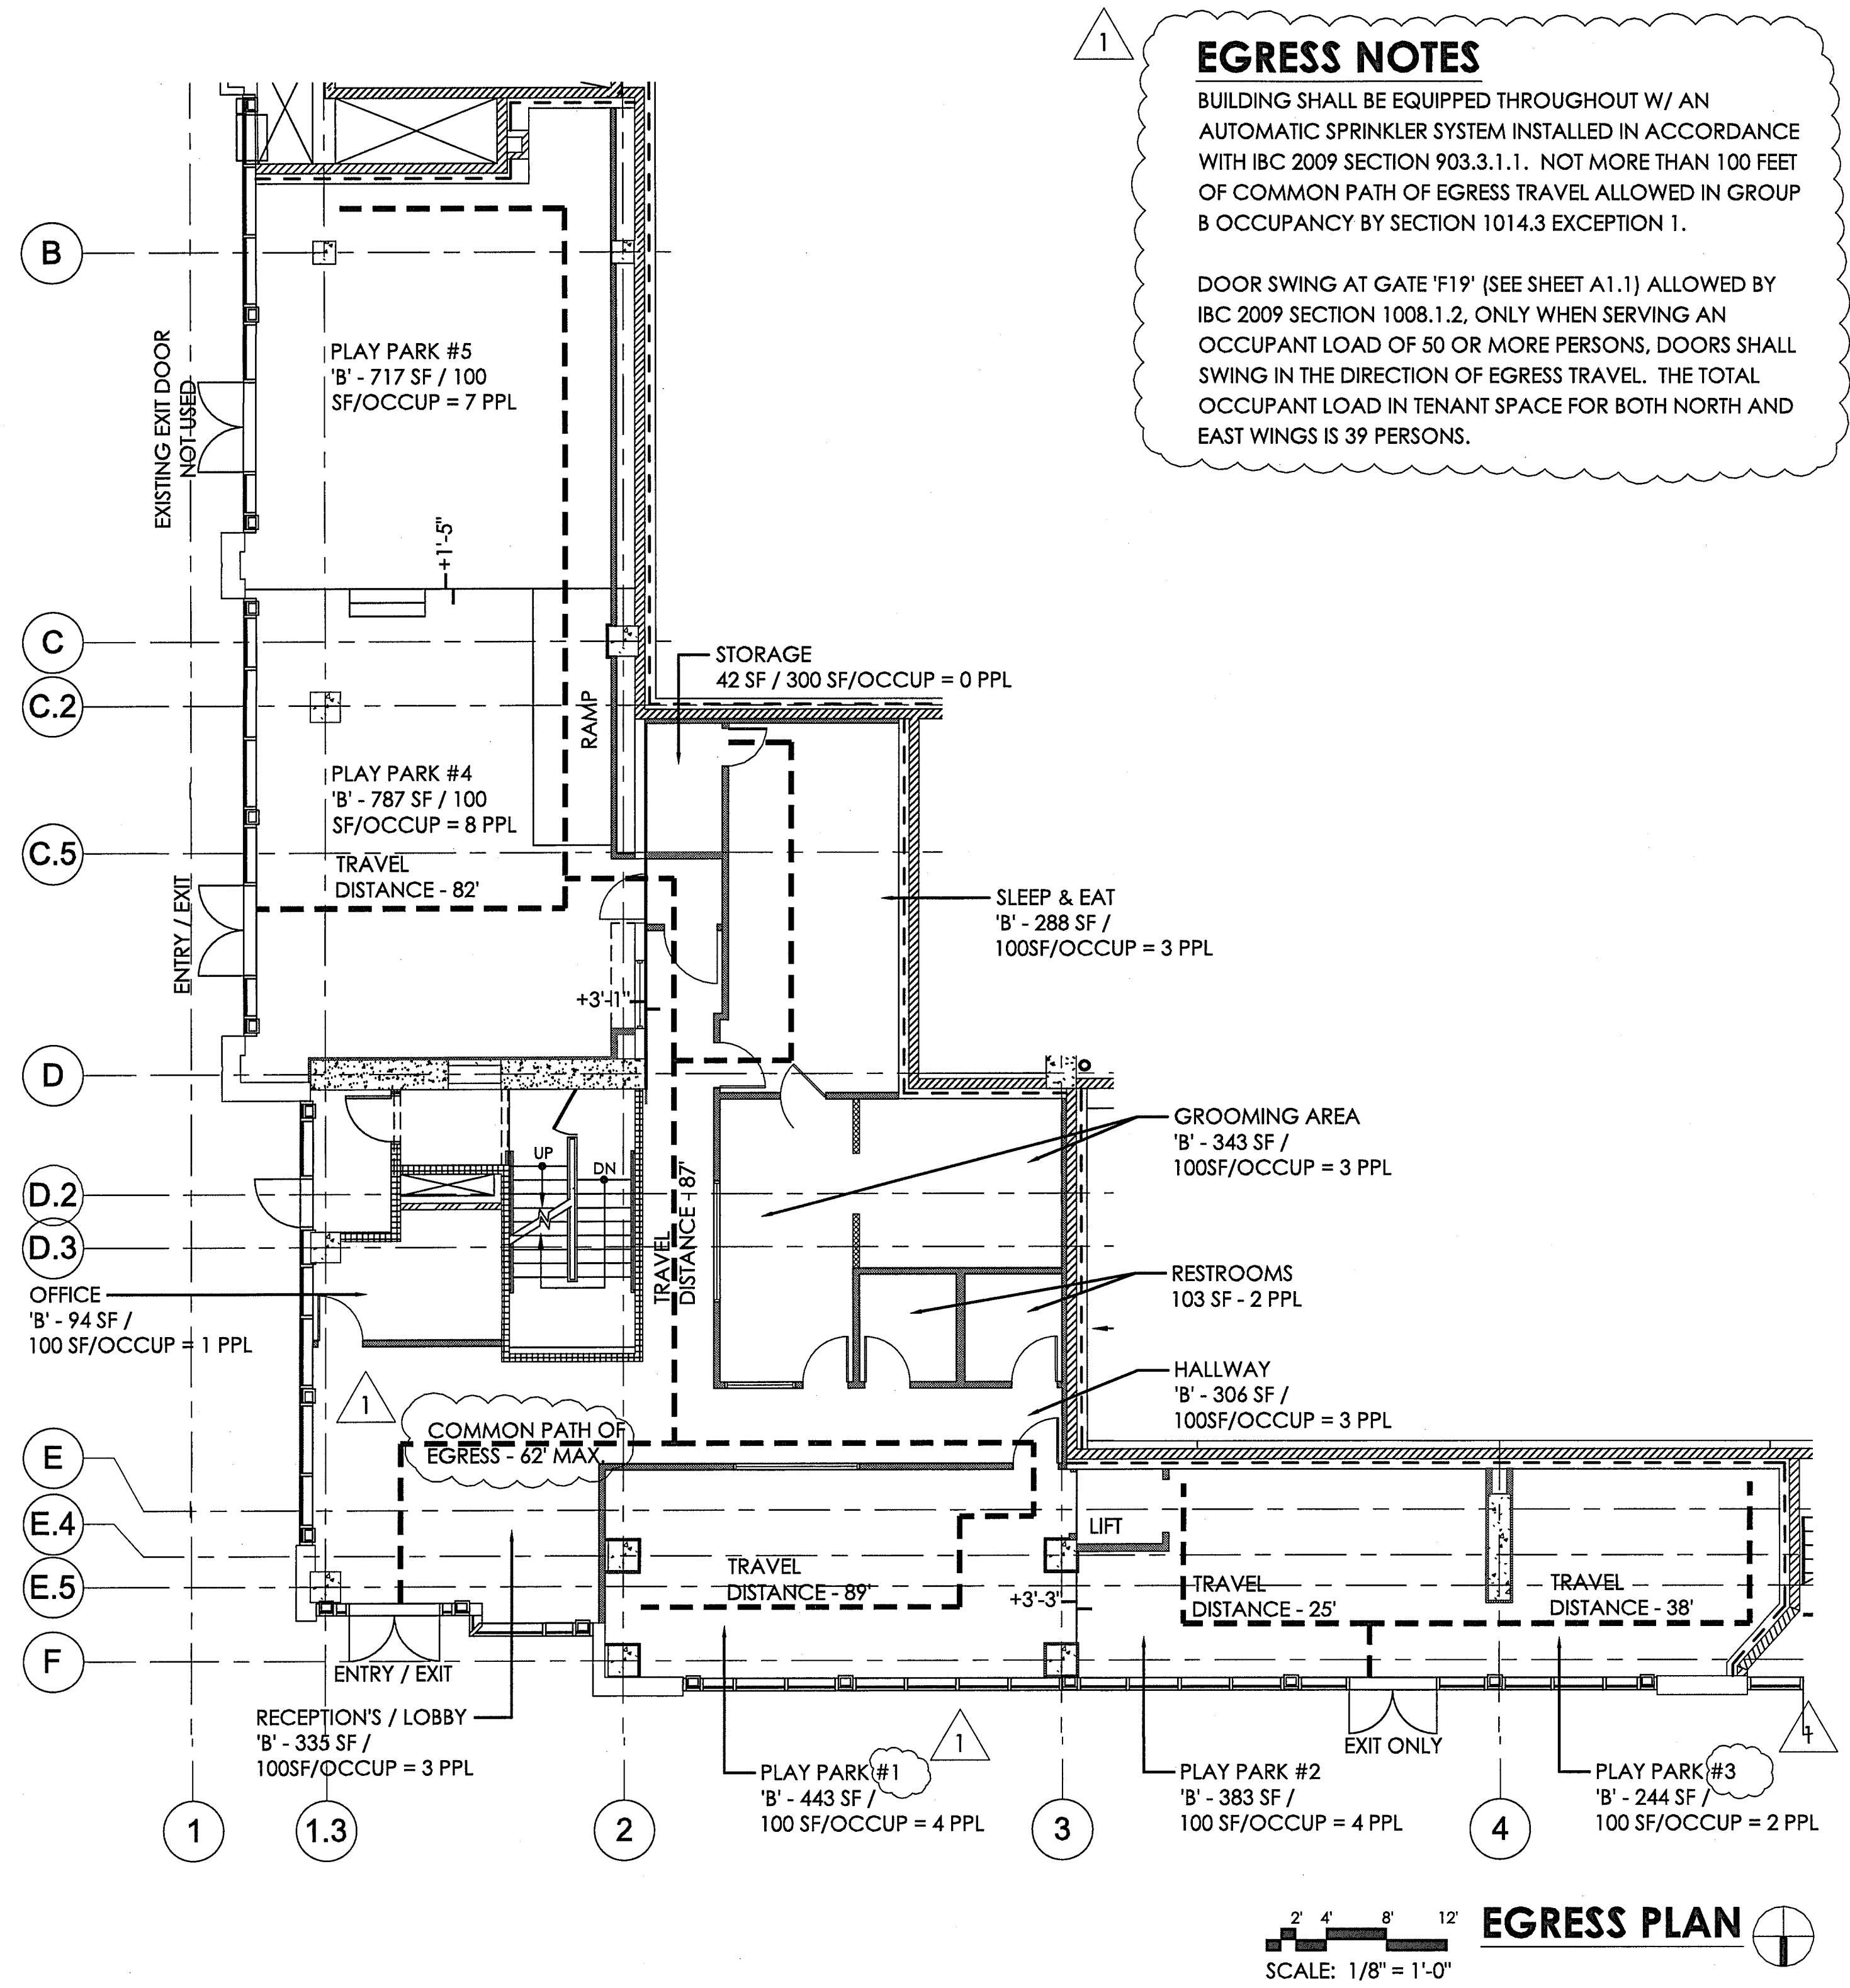 1
EGRESS NOTES
BUILDING SHALL BE EQUIPPED THROUGHOUT W/ AN
AUTOMATIC SPRINKLER SYSTEM INSTALLED IN ACCORDANCE
WITH IBC 2009 SECTION 903.3.1.1. NOT MORE THAN 100 FEET
OF COMMON PATH OF EGRESS TRAVEL ALLOWED IN GROUP
B OCCUPANCY BY SECTION 1014.3 EXCEPTION 1.
DOOR SWING AT GATE 'F19' (SEE SHEET A1.1) ALLOWED BY
IBC 2009 SECTION 1008.1.2, ONLY WHEN SERVING AN
OCCUPANT LOAD OF 50 OR MORE PERSONS, DOORS SHALL
SWING IN THE DIRECTION OF EGRESS TRAVEL. THE TOTAL
OCCUPANT LOAD IN TENANT SPACE FOR BOTH NORTH AND
EAST WINGS IS 39 PERSONS.
B
EXISTING EXIT DOOR
NOT USED
PLAY PARK #5
'B' - 717 SF / 100
SF/OCCUP = 7 PPL
+1'-5"
C
STORAGE
42 SF / 300 SF/OCCUP = 0 PPL
C.2
RAMP
PLAY PARK #4
'B' - 787 SF / 100
SF/OCCUP = 8 PPL
C.5
TRAVEL
DISTANCE - 82'
ENTRY / EXIT
SLEEP & EAT
'B' - 288 SF /
100SF/OCCUP = 3 PPL
+3'-1"
D
GROOMING AREA
'B' - 343 SF /
100SF/OCCUP = 3 PPL
UP
DN
D.2
TRAVEL
DISTANCE - 87'
D.3
RESTROOMS
103 SF - 2 PPL
OFFICE
'B' - 94 SF /
100 SF/OCCUP = 1 PPL
HALLWAY
'B' - 306 SF /
100SF/OCCUP = 3 PPL
1
COMMON PATH OF
EGRESS - 62' MAX.
E
E.4
LIFT
TRAVEL
DISTANCE - 89'
E.5
+3'-3"
TRAVEL
DISTANCE - 25'
TRAVEL
DISTANCE - 38'
F
ENTRY / EXIT
RECEPTION'S / LOBBY
'B' - 335 SF /
100SF/OCCUP = 3 PPL
EXIT ONLY
1
1
PLAY PARK #1
'B' - 443 SF /
100 SF/OCCUP = 4 PPL
PLAY PARK #2
'B' - 383 SF /
100 SF/OCCUP = 4 PPL
PLAY PARK #3
'B' - 244 SF /
100 SF/OCCUP = 2 PPL
1
1.3
2
3
4
2' 4' 8' 12'
EGRESS PLAN
SCALE: 1/8" = 1'-0"